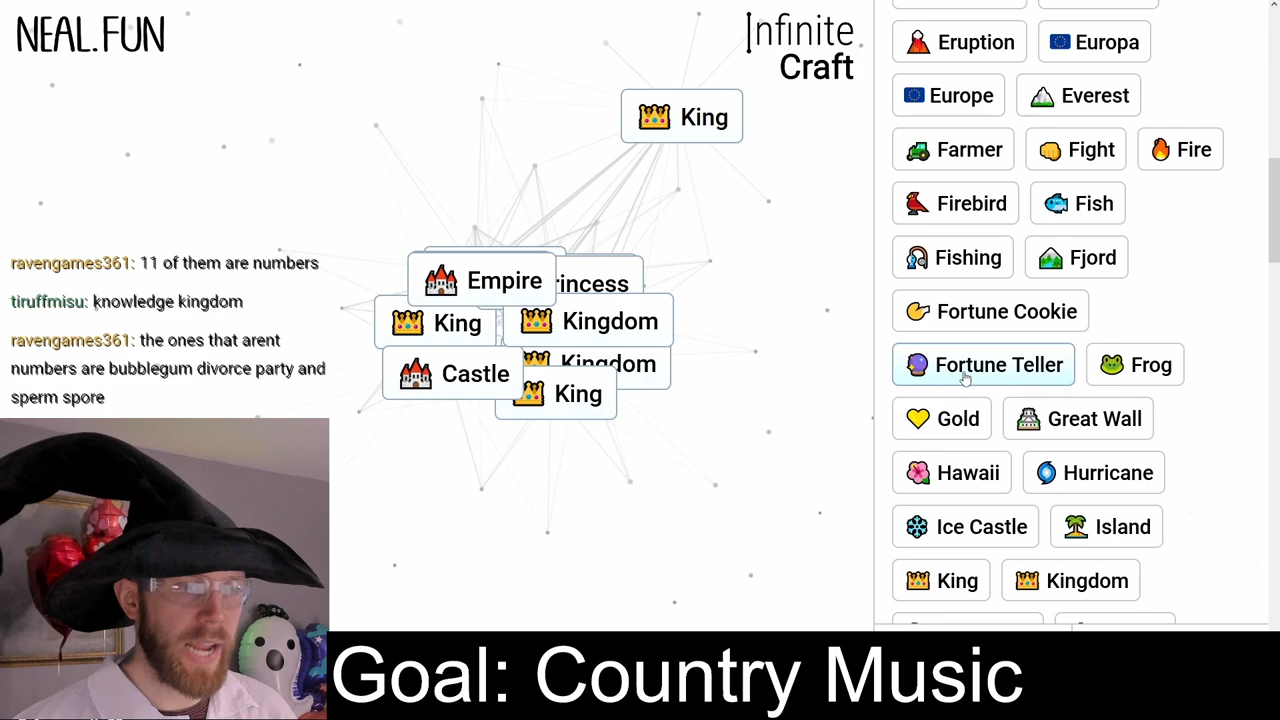 NEAL.FUN
Infinite
Craft
King
Empire
rincess
King
Kingdom
Castle
Kingdom
King
ravengames361: 11 of them are numbers
tiruffmisu: knowledge kingdom
ravengames361: the ones that arent
numbers are bubblegum divorce party and
sperm spore
Eruption
Europa
Europe
Everest
Farmer
Fight
Fire
Firebird
Fish
Fishing
Fjord
Fortune Cookie
Fortune Teller
Frog
Gold
Great Wall
Hawaii
Hurricane
Ice Castle
Island
King
Kingdom
Goal: Country Music